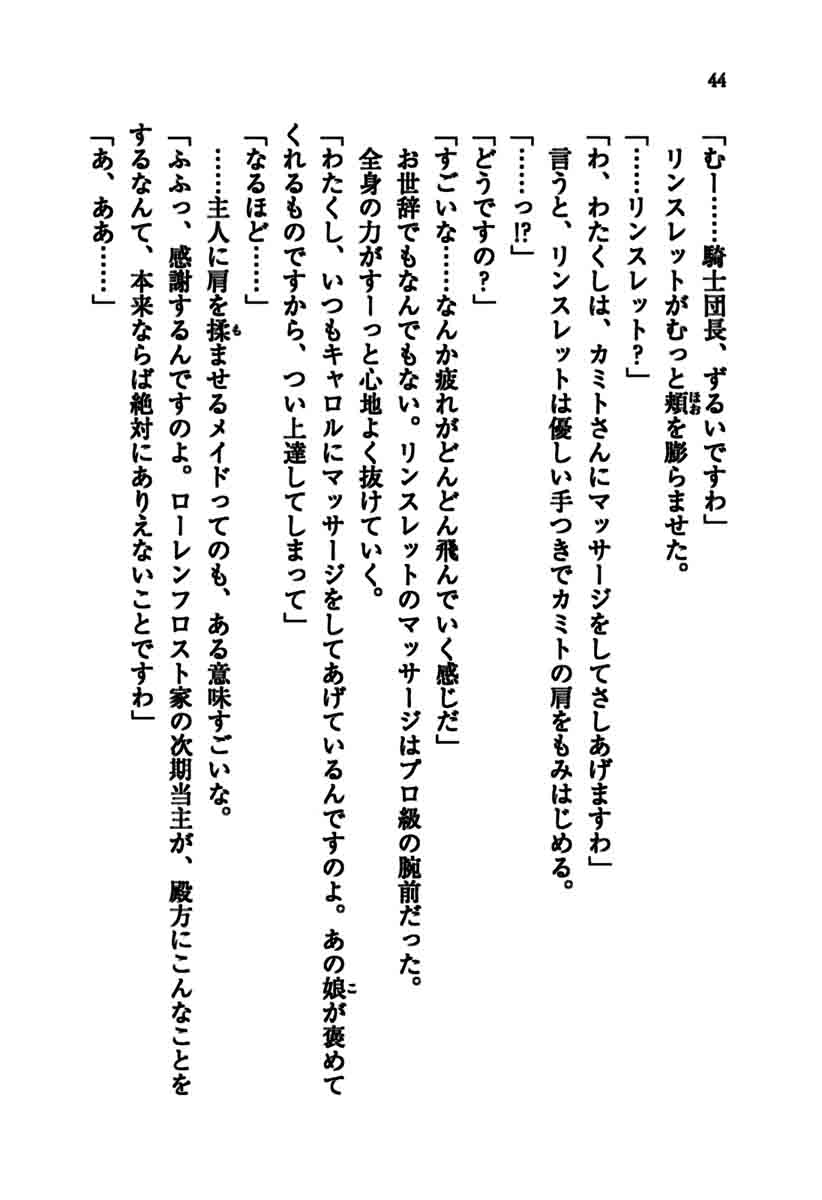 44
「むー……騎士団長、ずるいですわ」
リンスレットがむっと頬を膨らませた。
「……リンスレット?」
「わ、わたくしは、カミトさんにマッサージをしてさしあげますわ」
言うと、リンスレットは優しい手つきでカミトの肩をもみはじめる。
「……っ!?」
「どうですの?」
「すごいな……なんか疲れがどんどん飛んでいく感じだ」
お世辞でもなんでもない。リンスレットのマッサージはプロ級の腕前だった。
全身の力がすーっと心地よく抜けていく。
「わたくし、いつもキャロルにマッサージをしてあげているんですのよ。あの娘が褒めて
くれるものですから、つい上達してしまって」
「なるほど……」
……主人に肩を揉ませるメイドってのも、ある意味すごいな。
「ふふっ、感謝するんですのよ。ローレンフロスト家の次期当主が、殿方にこんなことを
するなんて、本来ならば絶対にありえないことですわ」
「あ、ああ……」